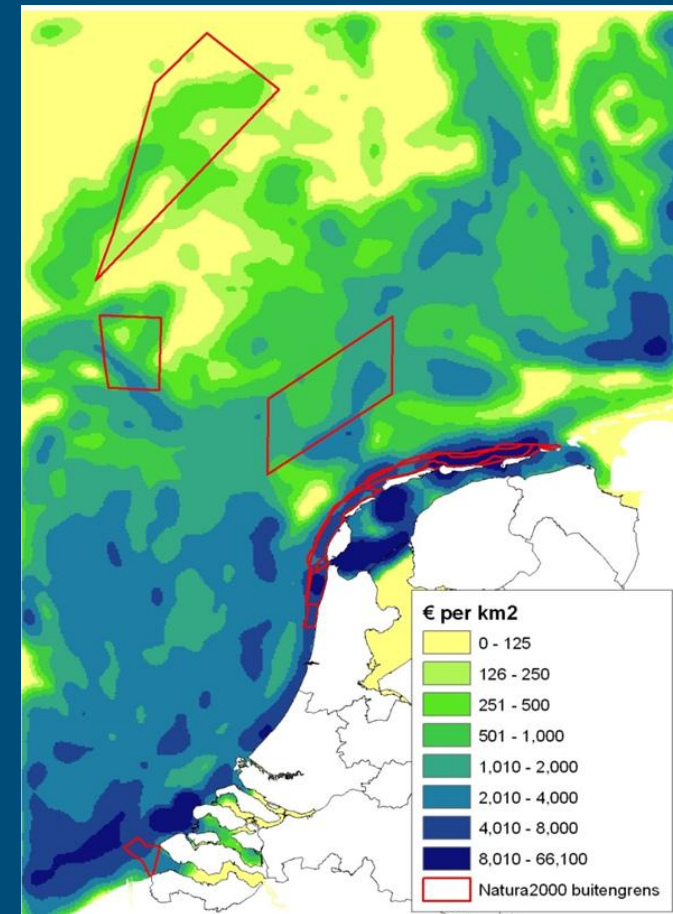 € per km2
0 - 125
126 - 250
251 - 500
501 - 1,000
1,010 - 2,000
2,010 - 4,000
4,010 - 8,000
8,010 - 66,100
Natura2000 buitengrens